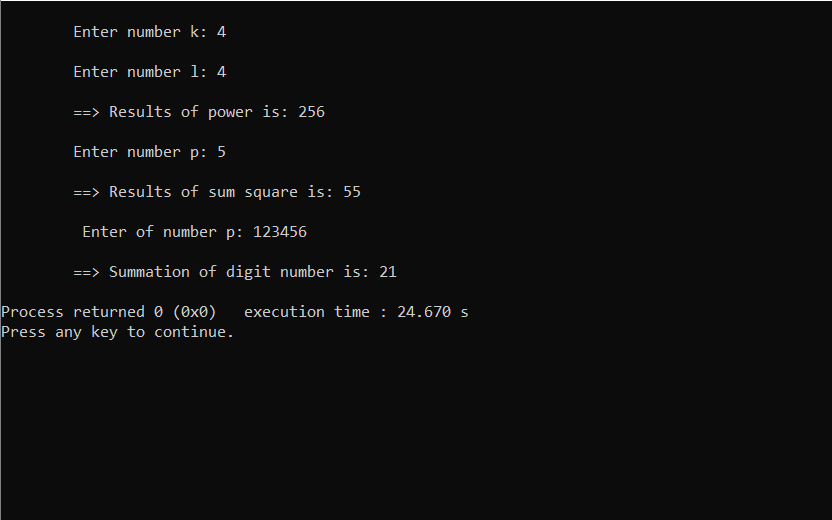 Enter number k: 4
Enter number l: 4
==> Results of power is: 256
Enter number p: 5
==> Results of sum square is: 55
Enter of number p: 123456
==> Summation of digit number is: 21
Process returned 0 (0x0)   execution time : 24.670 s
Press any key to continue.